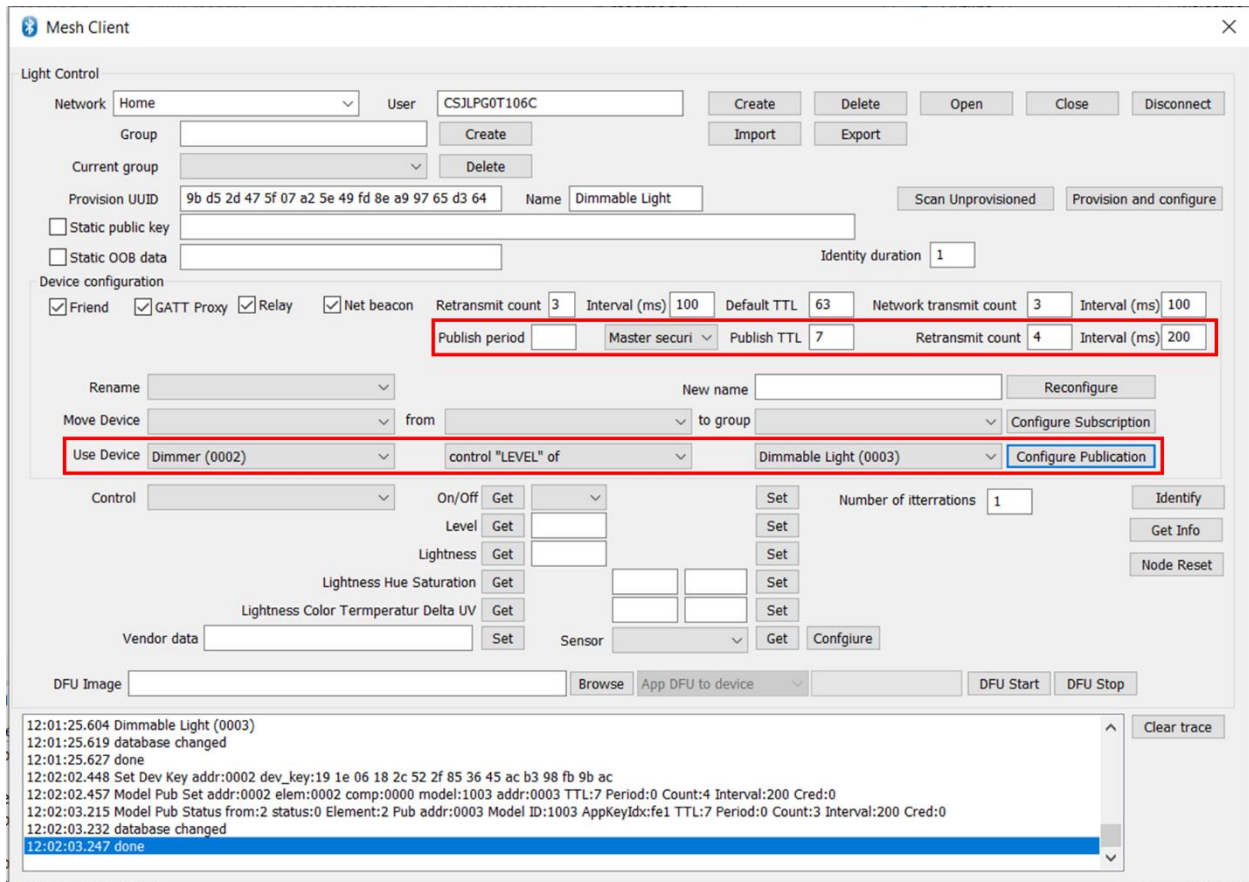 Mesh Client
Light Control
Network Home User CSJLPG0T106C Create Delete Open Close Disconnect
Group Create Import Export
Current group Delete
Provision UUID 9b d5 2d 47 5f 07 a2 5e 49 fd 8e a9 97 65 d3 64 Name Dimmable Light Scan Unprovisioned Provision and configure
Static public key
Static OOB data Identity duration 1
Device configuration
Friend GATT Proxy Relay Net beacon Retransmit count 3 Interval (ms) 100 Default TTL 63 Network transmit count 3 Interval (ms) 100
Publish period Master securi Publish TTL 7 Retransmit count 4 Interval (ms) 200
Rename New name Reconfigure
Move Device from to group Configure Subscription
Use Device Dimmer (0002) control "LEVEL" of Dimmable Light (0003) Configure Publication
Control On/Off Get Set Number of itterrations 1 Identify
Level Get Set Get Info
Lightness Get Set Node Reset
Lightness Hue Saturation Get Set
Lightness Color Termperatur Delta UV Get Set
Vendor data Set Sensor Get Confgiure
DFU Image Browse App DFU to device DFU Start DFU Stop
12:01:25.604 Dimmable Light (0003) Clear trace
12:01:25.619 database changed
12:01:25.627 done
12:02:02.448 Set Dev Key addr:0002 dev_key:19 1e 06 18 2c 52 2f 85 36 45 ac b3 98 fb 9b ac
12:02:02.457 Model Pub Set addr:0002 elem:0002 comp:0000 model:1003 addr:0003 TTL:7 Period:0 Count:4 Interval:200 Cred:0
12:02:03.215 Model Pub Status from:2 status:0 Element:2 Pub addr:0003 Model ID:1003 AppKeyIdx:fe1 TTL:7 Period:0 Count:3 Interval:200 Cred:0
12:02:03.232 database changed
12:02:03.247 done